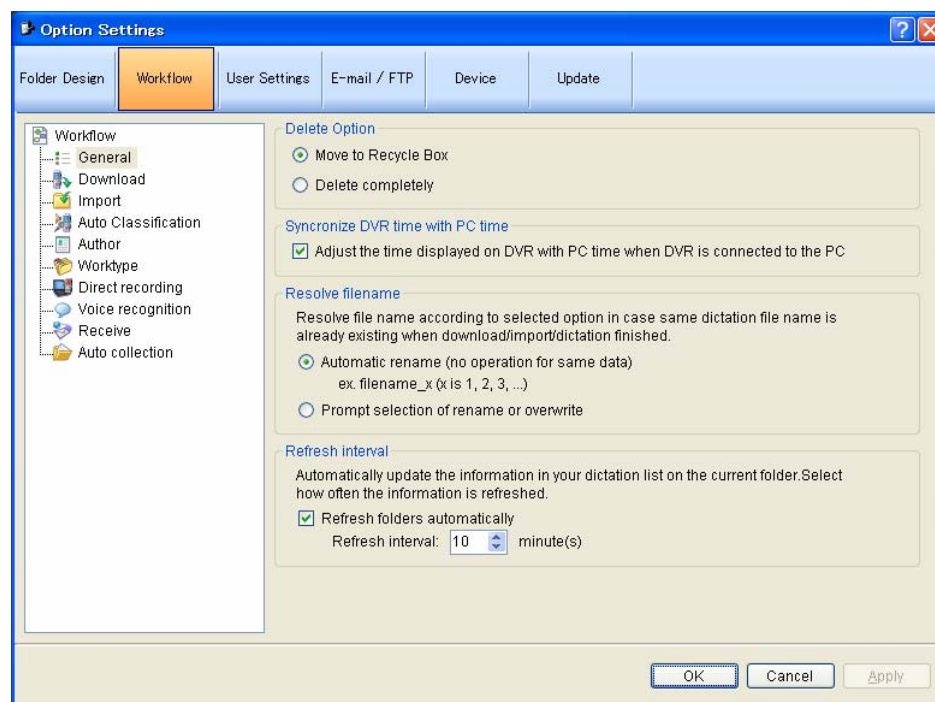 Option Settings
Folder Design
Workflow
User Settings
E-mail / FTP
Device
Update
Workflow
General
Download
Import
Auto Classification
Author
Worktype
Direct recording
Voice recognition
Receive
Auto collection
Delete Option
Move to Recycle Box
Delete completely
Syncronize DVR time with PC time
Adjust the time displayed on DVR with PC time when DVR is connected to the PC
Resolve filename
Resolve file name according to selected option in case same dictation file name is
already existing when download/import/dictation finished.
Automatic rename (no operation for same data)
ex. filename_x (x is 1, 2, 3, ...)
Prompt selection of rename or overwrite
Refresh interval
Automatically update the information in your dictation list on the current folder.Select
how often the information is refreshed.
Refresh folders automatically
Refresh interval: 10 minute(s)
OK
Cancel
Apply